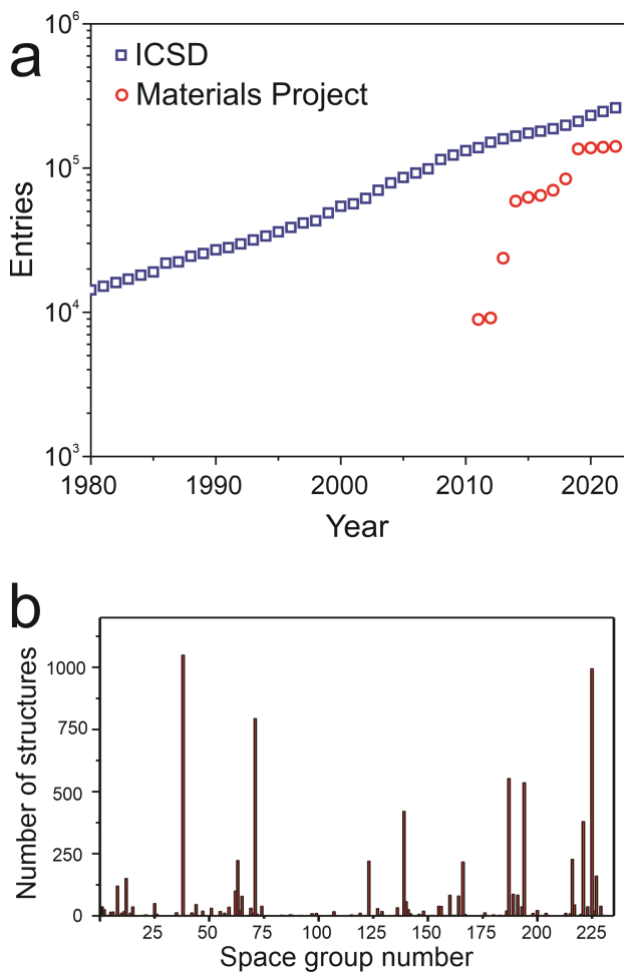 a
ICSD
Materials Project
10^6
10^5
10^4
10^3
Entries
1980 1990 2000 2010 2020
Year
b
1000
750
500
250
0
Number of structures
25 50 75 100 125 150 175 200 225
Space group number